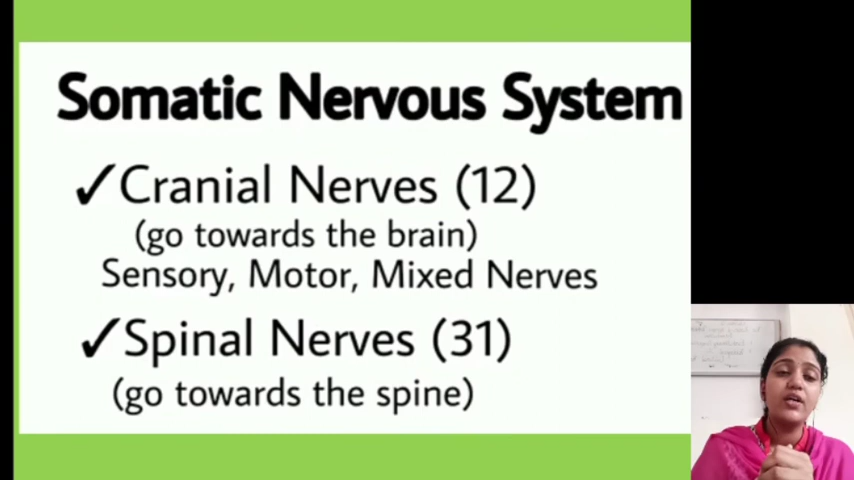 Somatic Nervous System
✓Cranial Nerves (12)
(go towards the brain)
Sensory, Motor, Mixed Nerves
✓Spinal Nerves (31)
(go towards the spine)